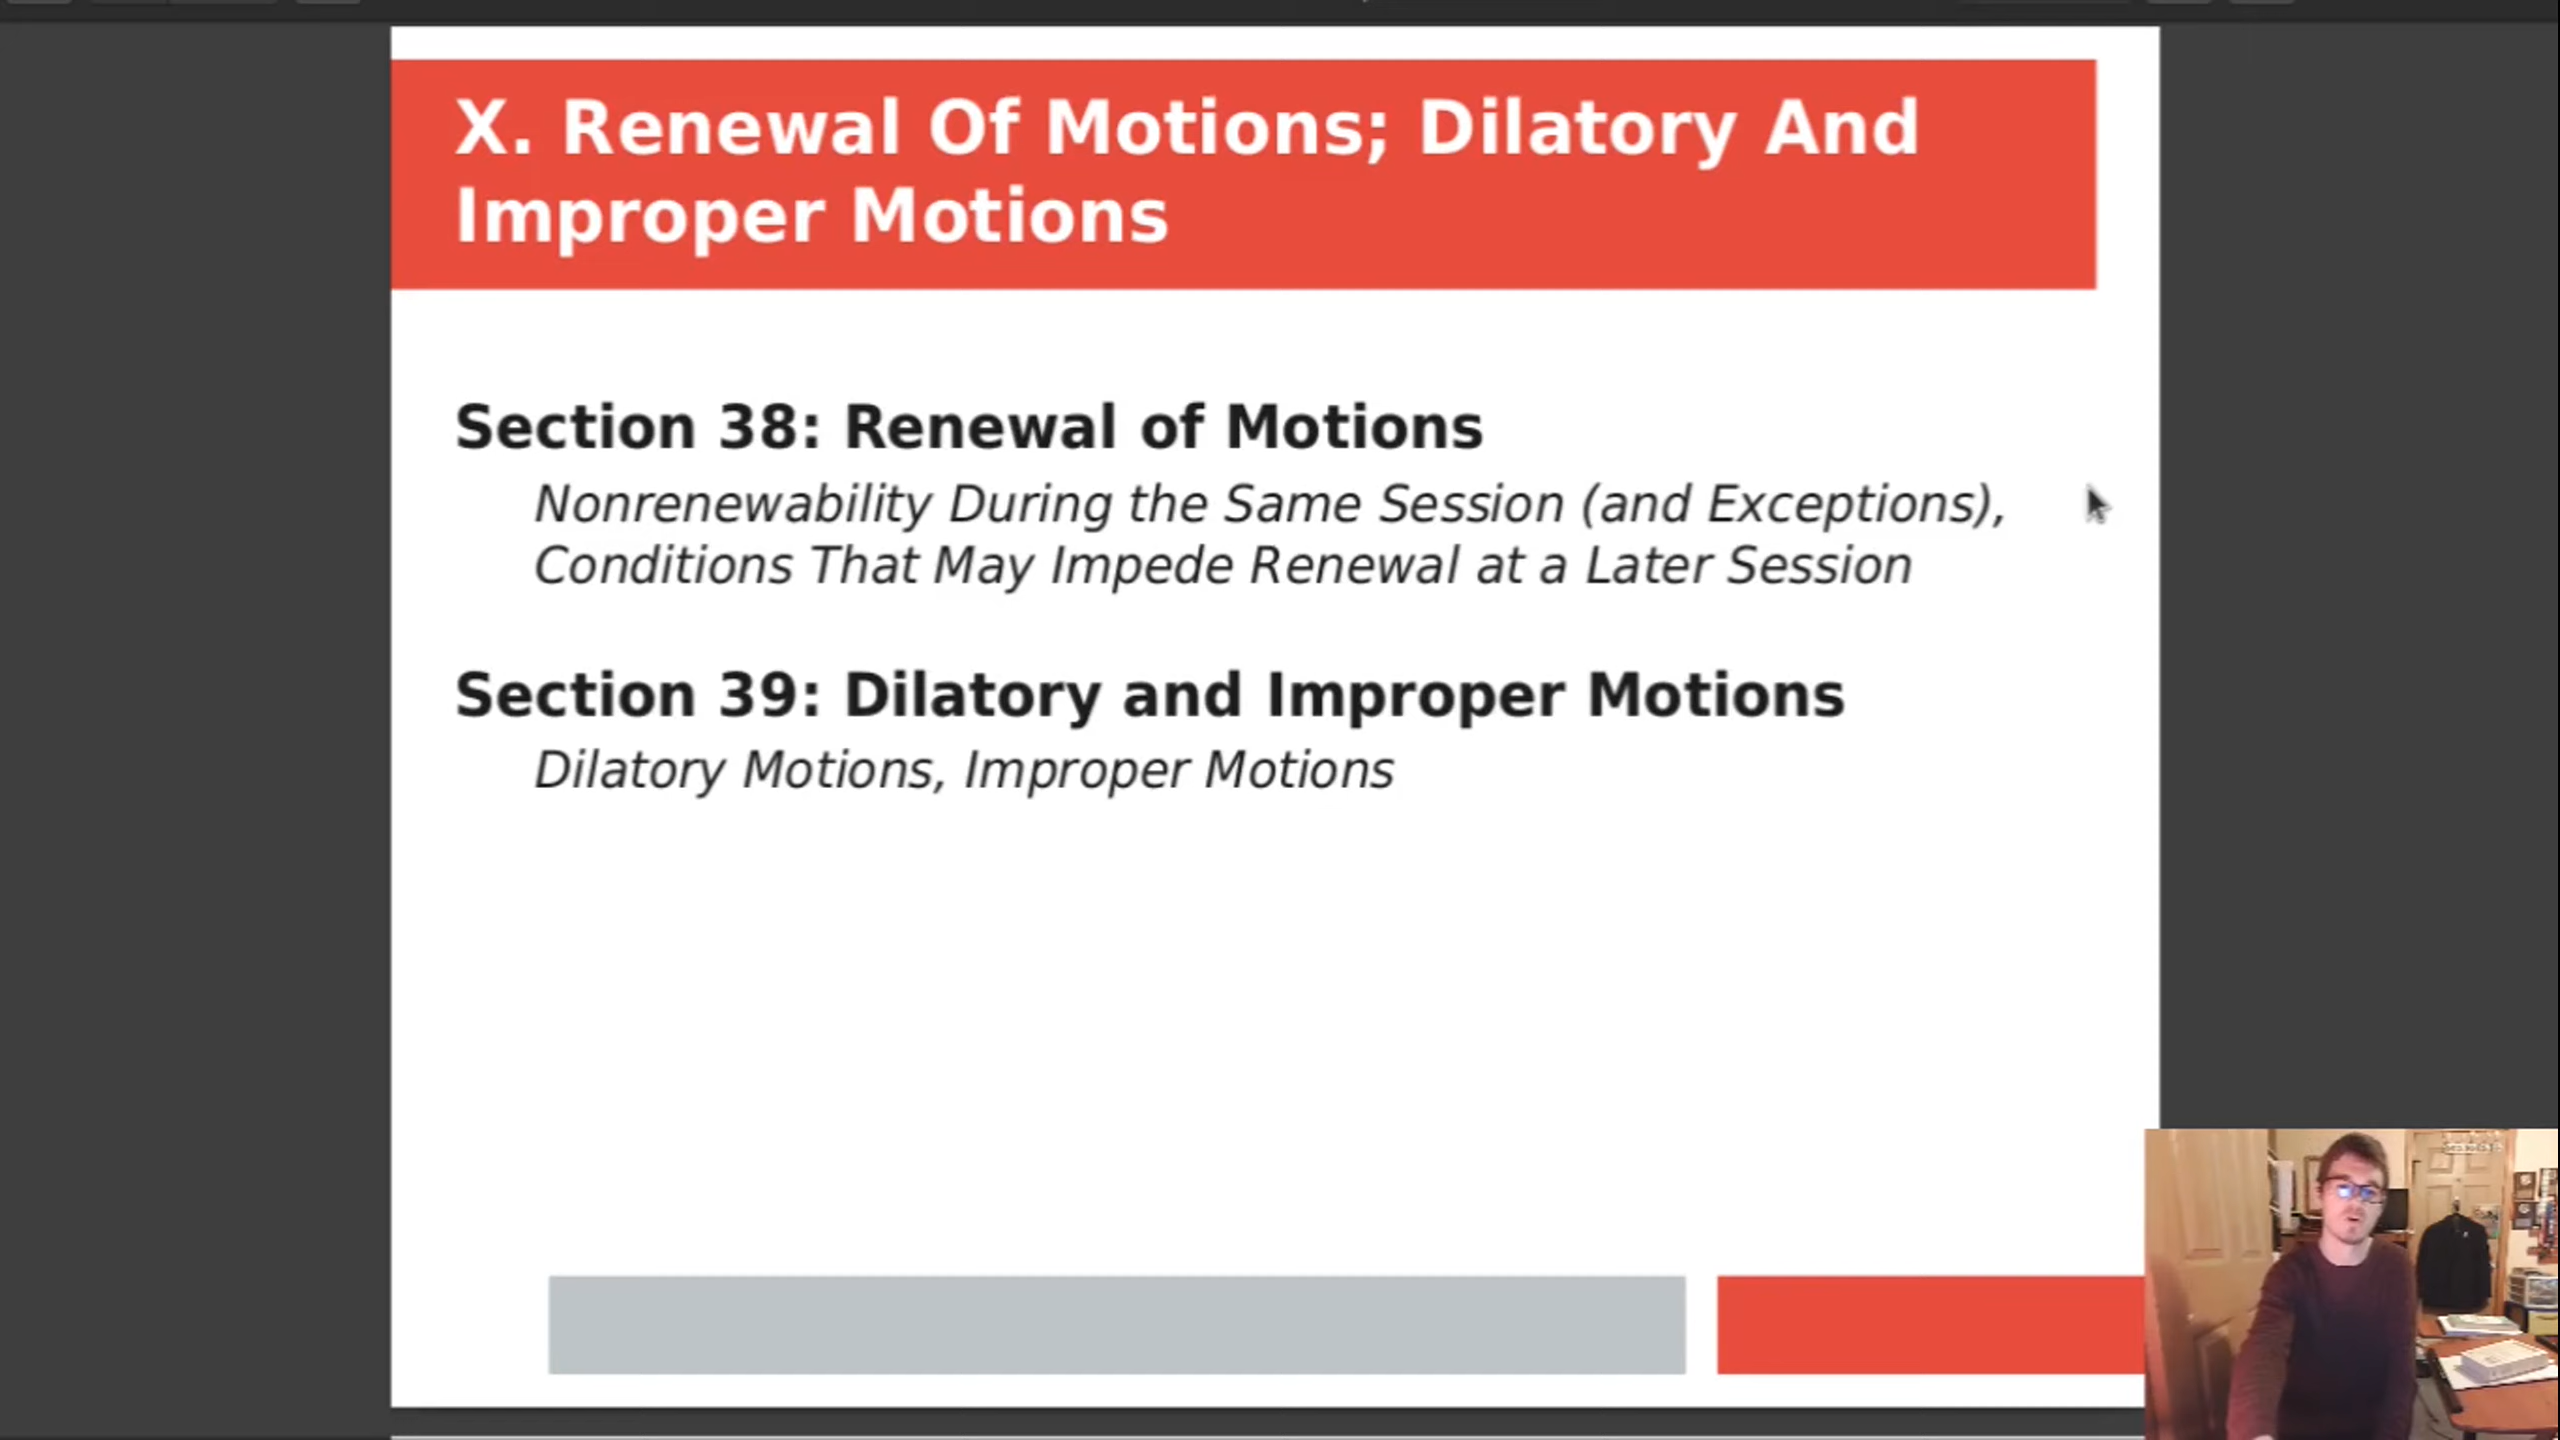 X. Renewal Of Motions; Dilatory And
Improper Motions
Section 38: Renewal of Motions
Nonrenewability During the Same Session (and Exceptions),
Conditions That May Impede Renewal at a Later Session
Section 39: Dilatory and Improper Motions
Dilatory Motions, Improper Motions